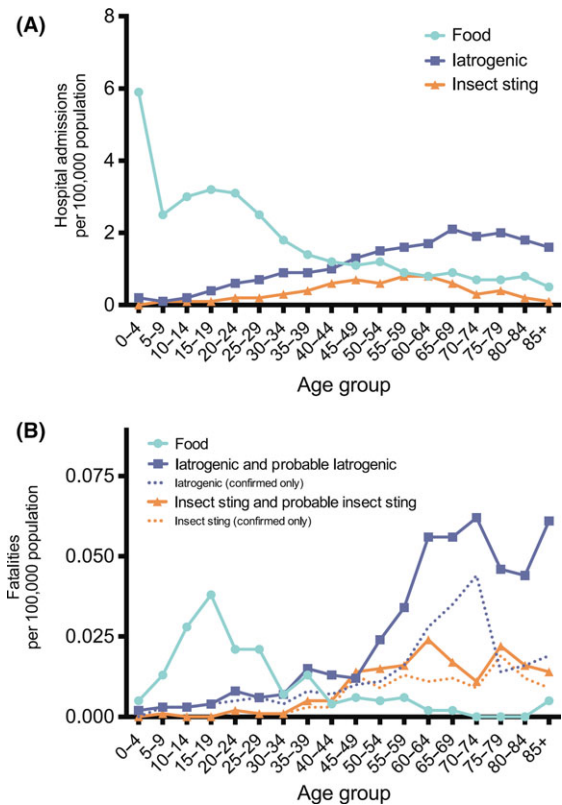 (A)
8
6
4
2
0
Hospital admissions
per 100,000 population
Food
Iatrogenic
Insect sting
0–4
5–9
10–14
15–19
20–24
25–29
30–34
35–39
40–44
45–49
50–54
55–59
60–64
65–69
70–74
75–79
80–84
85+
Age group
(B)
0.075
0.050
0.025
0.000
Fatalities
per 100,000 population
Food
Iatrogenic and probable Iatrogenic
Iatrogenic (confirmed only)
Insect sting and probable insect sting
Insect sting (confirmed only)
0–4
5–9
10–14
15–19
20–24
25–29
30–34
35–39
40–44
45–49
50–54
55–59
60–64
65–69
70–74
75–79
80–84
85+
Age group